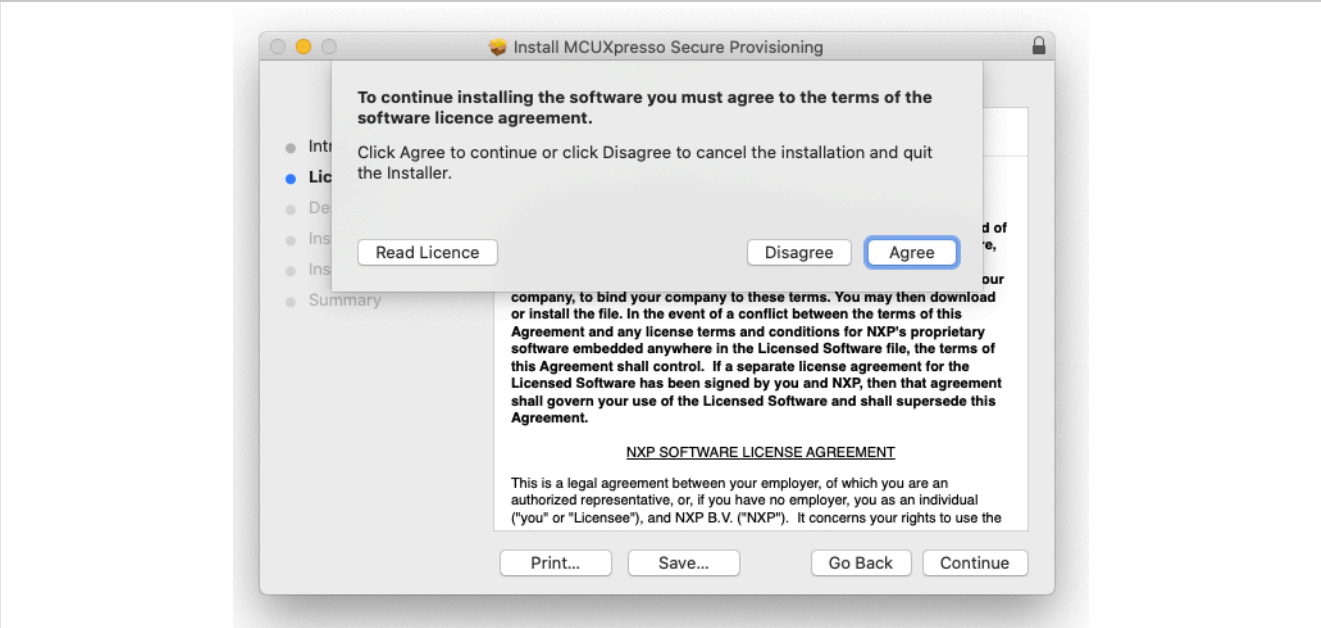 Install MCUXpresso Secure Provisioning
To continue installing the software you must agree to the terms of the
software licence agreement.
Click Agree to continue or click Disagree to cancel the installation and quit
the Installer.
Read Licence
Disagree
Agree
Intr
Lic
De
Ins
Ins
Summary
d of
e,
our
company, to bind your company to these terms. You may then download
or install the file. In the event of a conflict between the terms of this
Agreement and any license terms and conditions for NXP's proprietary
software embedded anywhere in the Licensed Software file, the terms of
this Agreement shall control.  If a separate license agreement for the
Licensed Software has been signed by you and NXP, then that agreement
shall govern your use of the Licensed Software and shall supersede this
Agreement.
NXP SOFTWARE LICENSE AGREEMENT
This is a legal agreement between your employer, of which you are an
authorized representative, or, if you have no employer, you as an individual
("you" or "Licensee"), and NXP B.V. ("NXP").  It concerns your rights to use the
Print...
Save...
Go Back
Continue